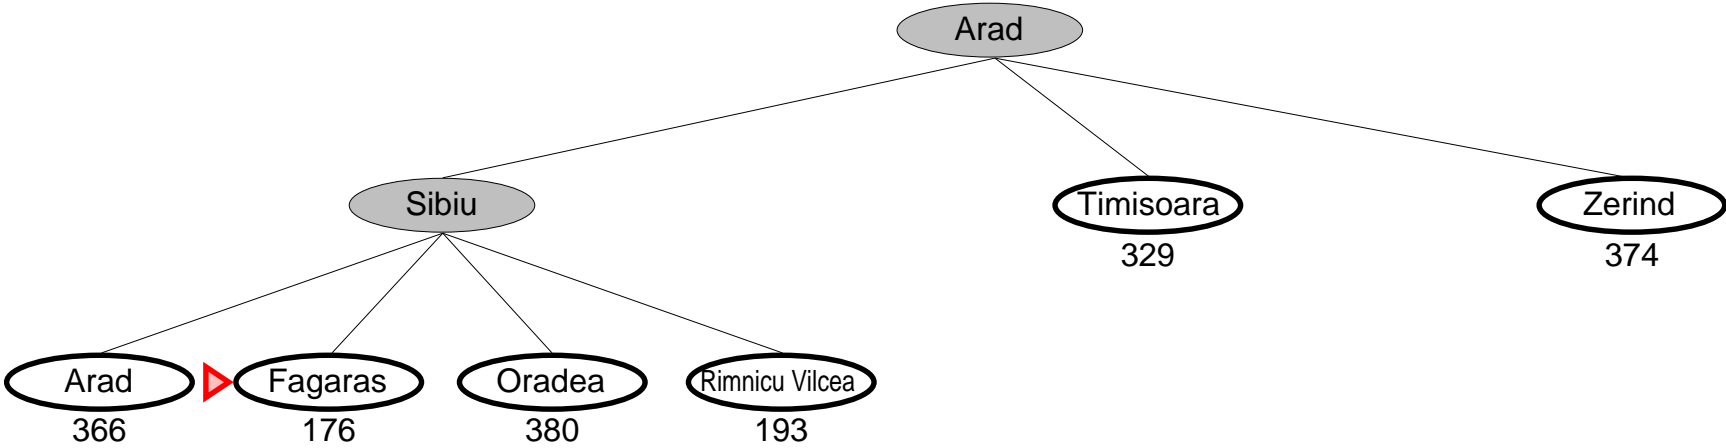 Arad
Sibiu Timisoara Zerind
329 374
Arad Fagaras Oradea Rimnicu Vilcea
366 176 380 193